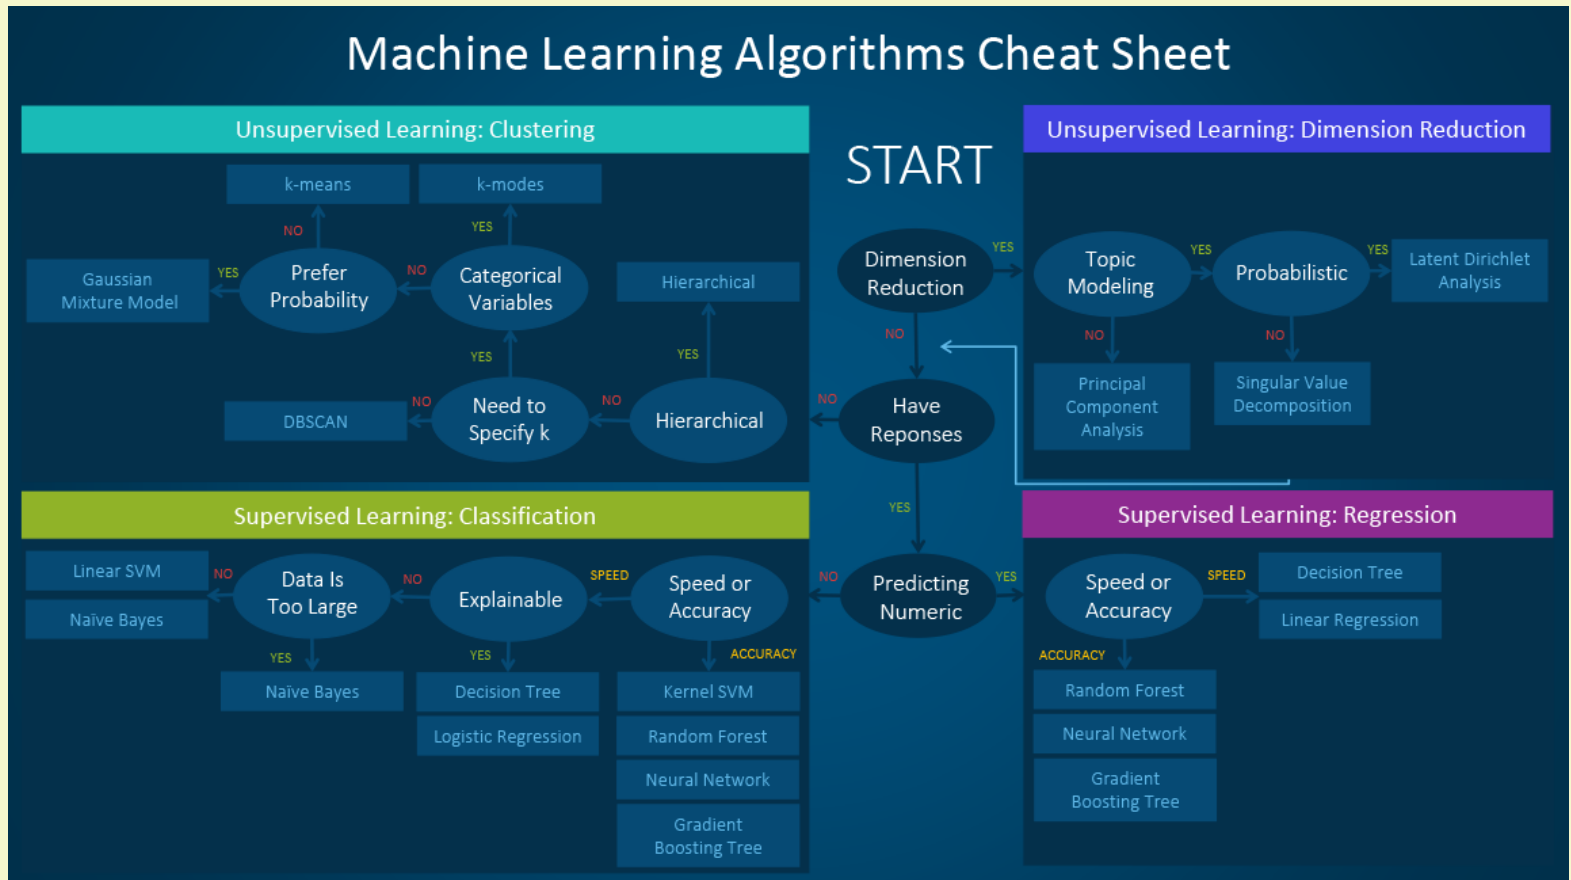 Machine Learning Algorithms Cheat Sheet
Unsupervised Learning: Clustering
k-means
k-modes
NO
YES
Gaussian
Mixture Model
YES
Prefer
Probability
NO
Categorical
Variables
Hierarchical
YES
YES
DBSCAN
NO
Need to
Specify k
NO
Hierarchical
START
Dimension
Reduction
YES
NO
NO
Have
Reponses
YES
NO
Predicting
Numeric
YES
Unsupervised Learning: Dimension Reduction
Topic
Modeling
YES
Probabilistic
YES
Latent Dirichlet
Analysis
NO
NO
Principal
Component
Analysis
Singular Value
Decomposition
Supervised Learning: Classification
Linear SVM
Naïve Bayes
NO
Data Is
Too Large
NO
Explainable
SPEED
Speed or
Accuracy
YES
YES
ACCURACY
Naïve Bayes
Decision Tree
Logistic Regression
Kernel SVM
Random Forest
Neural Network
Gradient
Boosting Tree
Supervised Learning: Regression
Speed or
Accuracy
SPEED
Decision Tree
Linear Regression
ACCURACY
Random Forest
Neural Network
Gradient
Boosting Tree